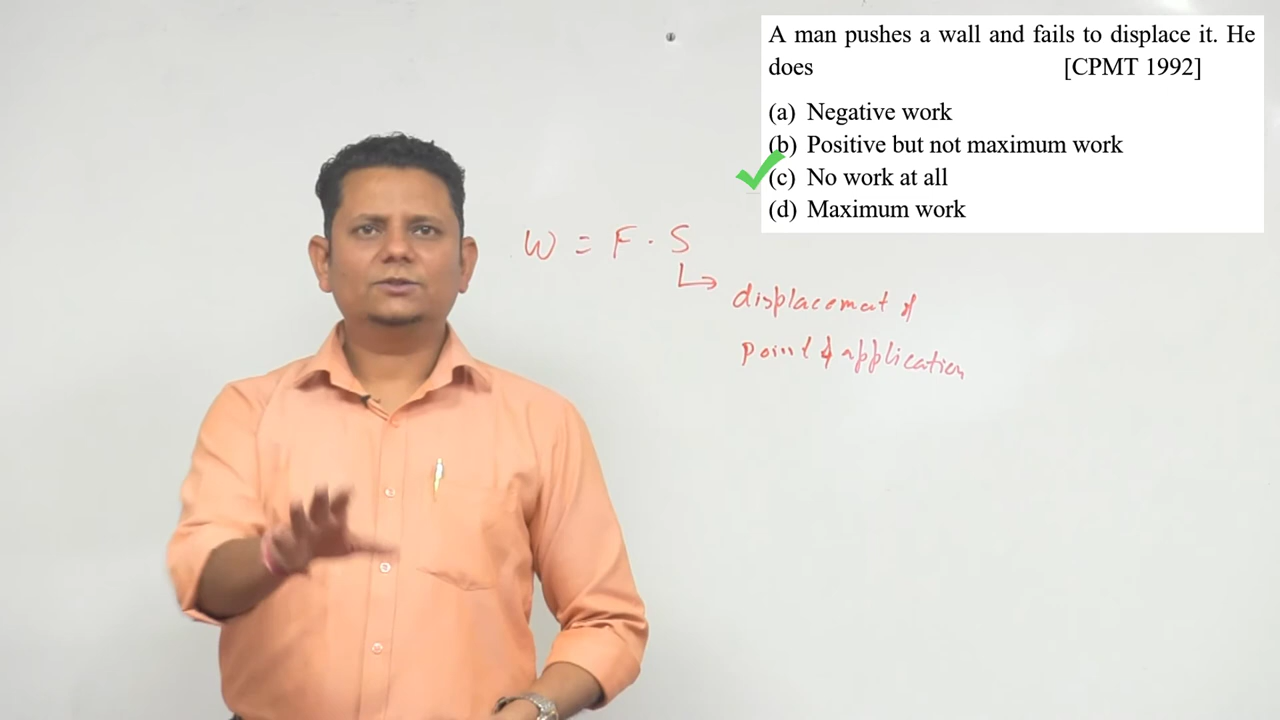 A man pushes a wall and fails to displace it. He
does [CPMT 1992]
(a) Negative work
(b) Positive but not maximum work
(c) No work at all
(d) Maximum work
W = F . S
displacement of
point of application